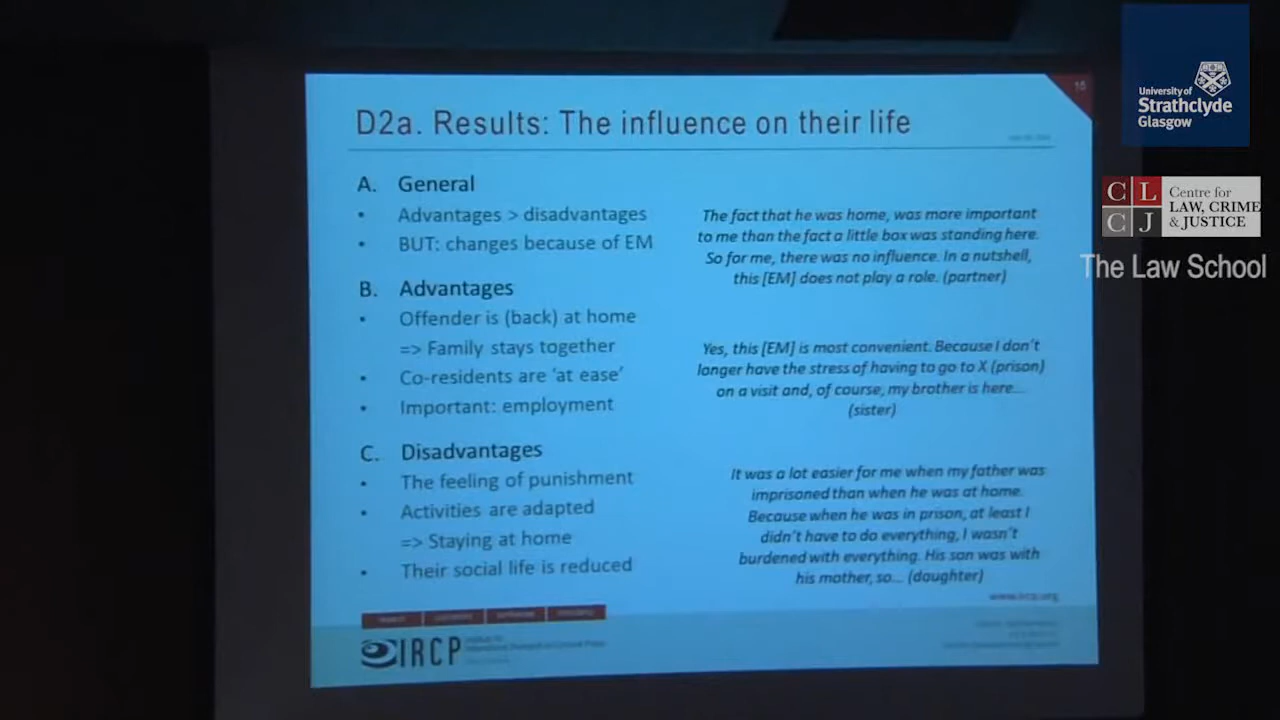 D2a. Results: The influence on their life
16
A. General
• Advantages > disadvantages
• BUT: changes because of EM
B. Advantages
• Offender is (back) at home
=> Family stays together
• Co-residents are 'at ease'
• Important: employment
C. Disadvantages
• The feeling of punishment
• Activities are adapted
=> Staying at home
• Their social life is reduced
The fact that he was home, was more important
to me than the fact a little box was standing here.
So for me, there was no influence. In a nutshell,
this [EM] does not play a role. (partner)
Yes, this [EM] is most convenient. Because I don't
longer have the stress of having to go to X (prison)
on a visit and, of course, my brother is here...
(sister)
It was a lot easier for me when my father was
imprisoned than when he was at home.
Because when he was in prison, at least I
didn't have to do everything, I wasn't
burdened with everything. His son was with
his mother, so... (daughter)
www.ircp.org
IRCP
University of
Strathclyde
Glasgow
CL
CJ
Centre for
LAW, CRIME
& JUSTICE
The Law School